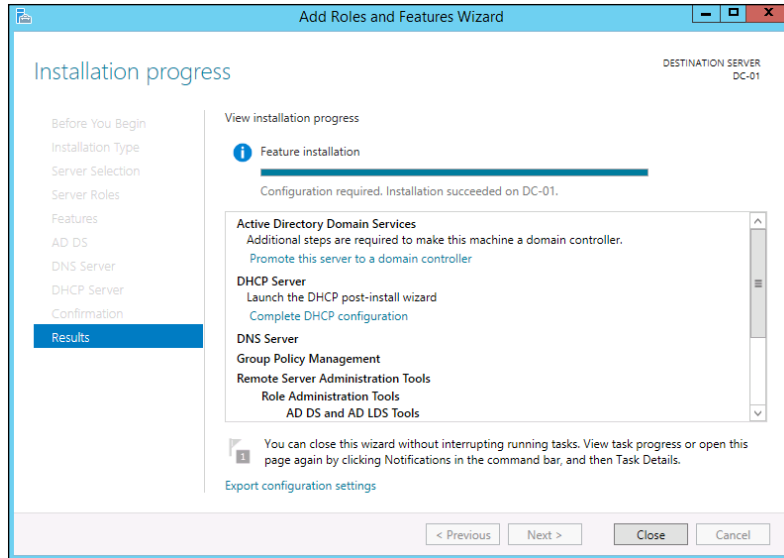 Add Roles and Features Wizard
Installation progress
DESTINATION SERVER
DC-01
Before You Begin
Installation Type
Server Selection
Server Roles
Features
AD DS
DNS Server
DHCP Server
Confirmation
Results
View installation progress
Feature installation
Configuration required. Installation succeeded on DC-01.
Active Directory Domain Services
Additional steps are required to make this machine a domain controller.
Promote this server to a domain controller
DHCP Server
Launch the DHCP post-install wizard
Complete DHCP configuration
DNS Server
Group Policy Management
Remote Server Administration Tools
Role Administration Tools
AD DS and AD LDS Tools
1
You can close this wizard without interrupting running tasks. View task progress or open this
page again by clicking Notifications in the command bar, and then Task Details.
Export configuration settings
< Previous
Next >
Close
Cancel